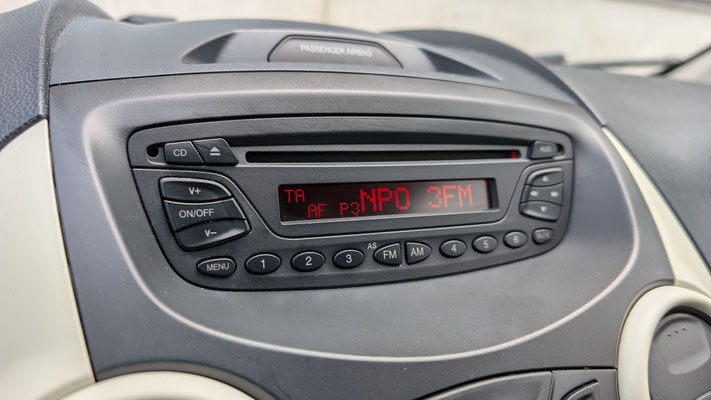 PASSENGER AIRBAG
CD
V+
ON/OFF
V-
TA
AF P3 NPO 3FM
MENU 1 2 3 AS FM AM 4 5 6